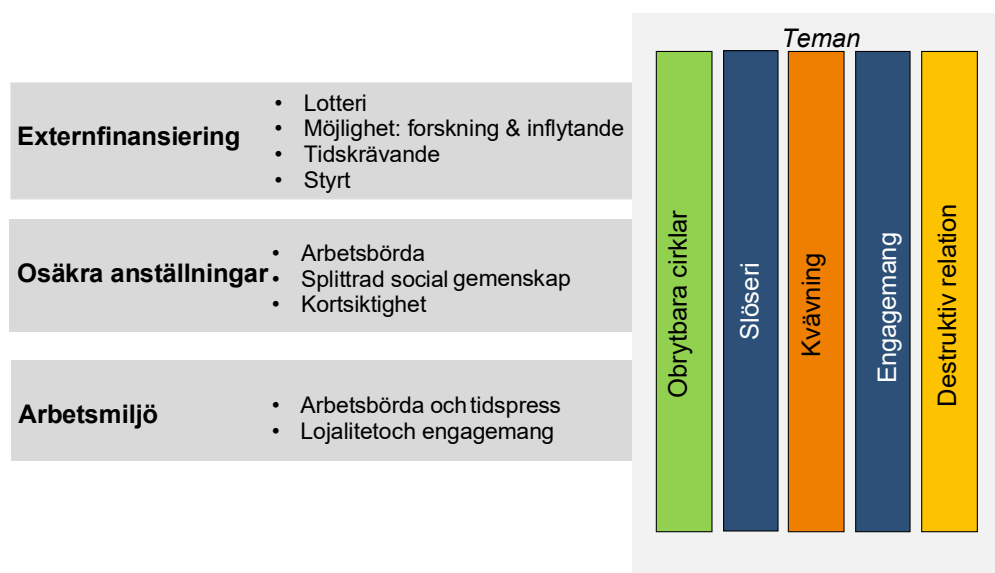 Teman
Externfinansiering
• Lotteri
• Möjlighet: forskning & inflytande
• Tidskrävande
• Styrt
Osäkra anställningar
• Arbetsbörda
• Splittrad social gemenskap
• Kortsiktighet
Arbetsmiljö
• Arbetsbörda och tidspress
• Lojalitetoch engagemang
Obrytbara cirklar
Slöseri
Kvävning
Engagemang
Destruktiv relation